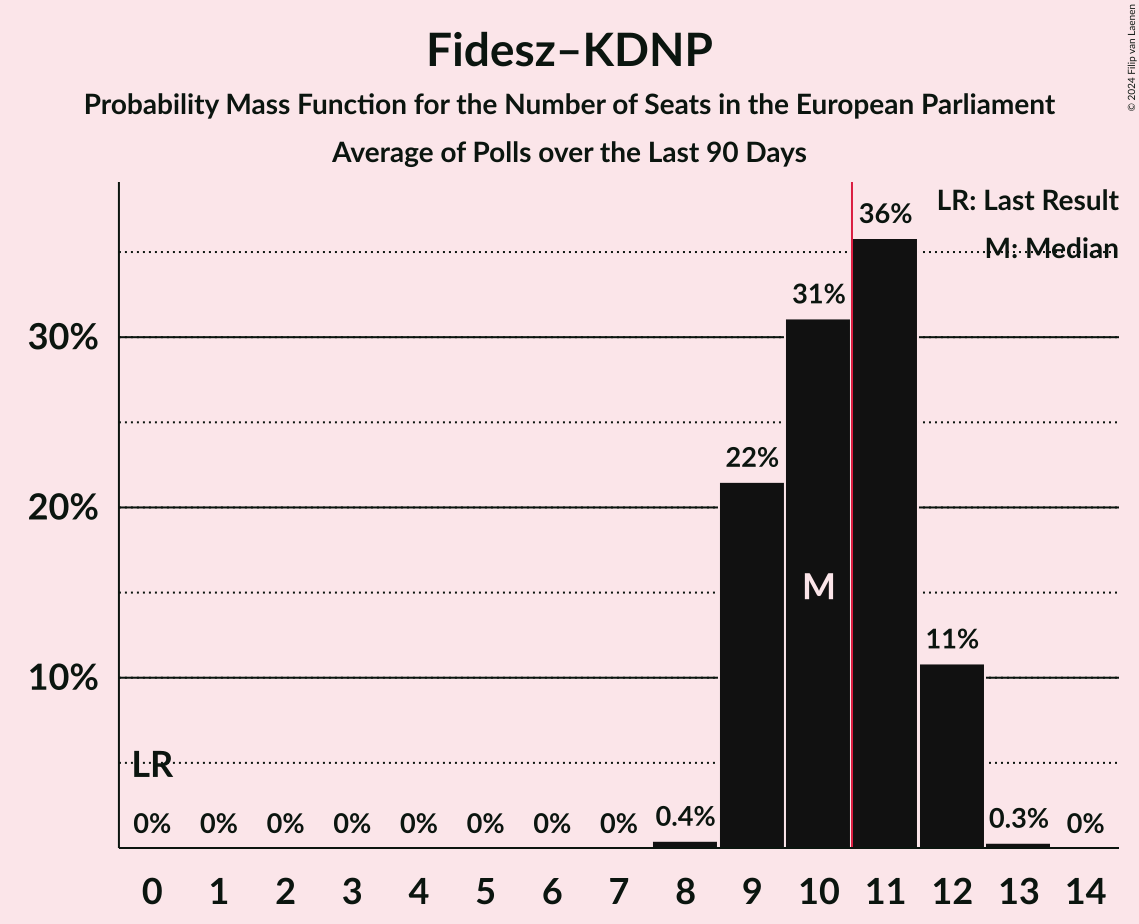 Fidesz–KDNP
Probability Mass Function for the Number of Seats in the European Parliament
Average of Polls over the Last 90 Days
© 2024 Filip van Laenen
LR: Last Result
M: Median
36%
31%
30%
22%
20%
M
11%
10%
LR
0% 0% 0% 0% 0% 0% 0% 0% 0.4% 0.3% 0%
0 1 2 3 4 5 6 7 8 9 10 11 12 13 14